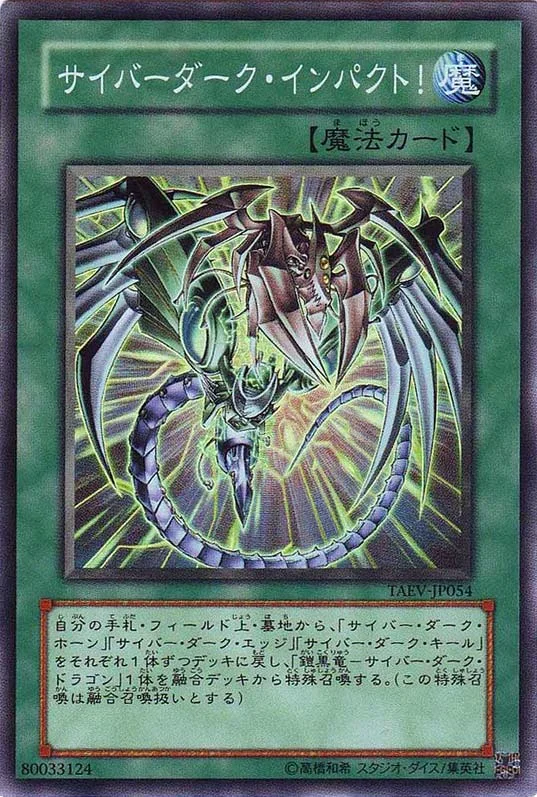 サイバーダーク・インパクト! 魔
【魔法カード】
TAEV-JP054
自分の手札・フィールド上・墓地から、「サイバー・ダーク・
ホーン」「サイバー・ダーク・エッジ」「サイバー・ダーク・キール」
をそれぞれ1体ずつデッキに戻し、「鎧黒竜-サイバー・ダーク・
ドラゴン」1体を融合デッキから特殊召喚する。(この特殊召
喚は融合召喚扱いとする)
80033124 ©高橋和希 スタジオ・ダイス/集英社